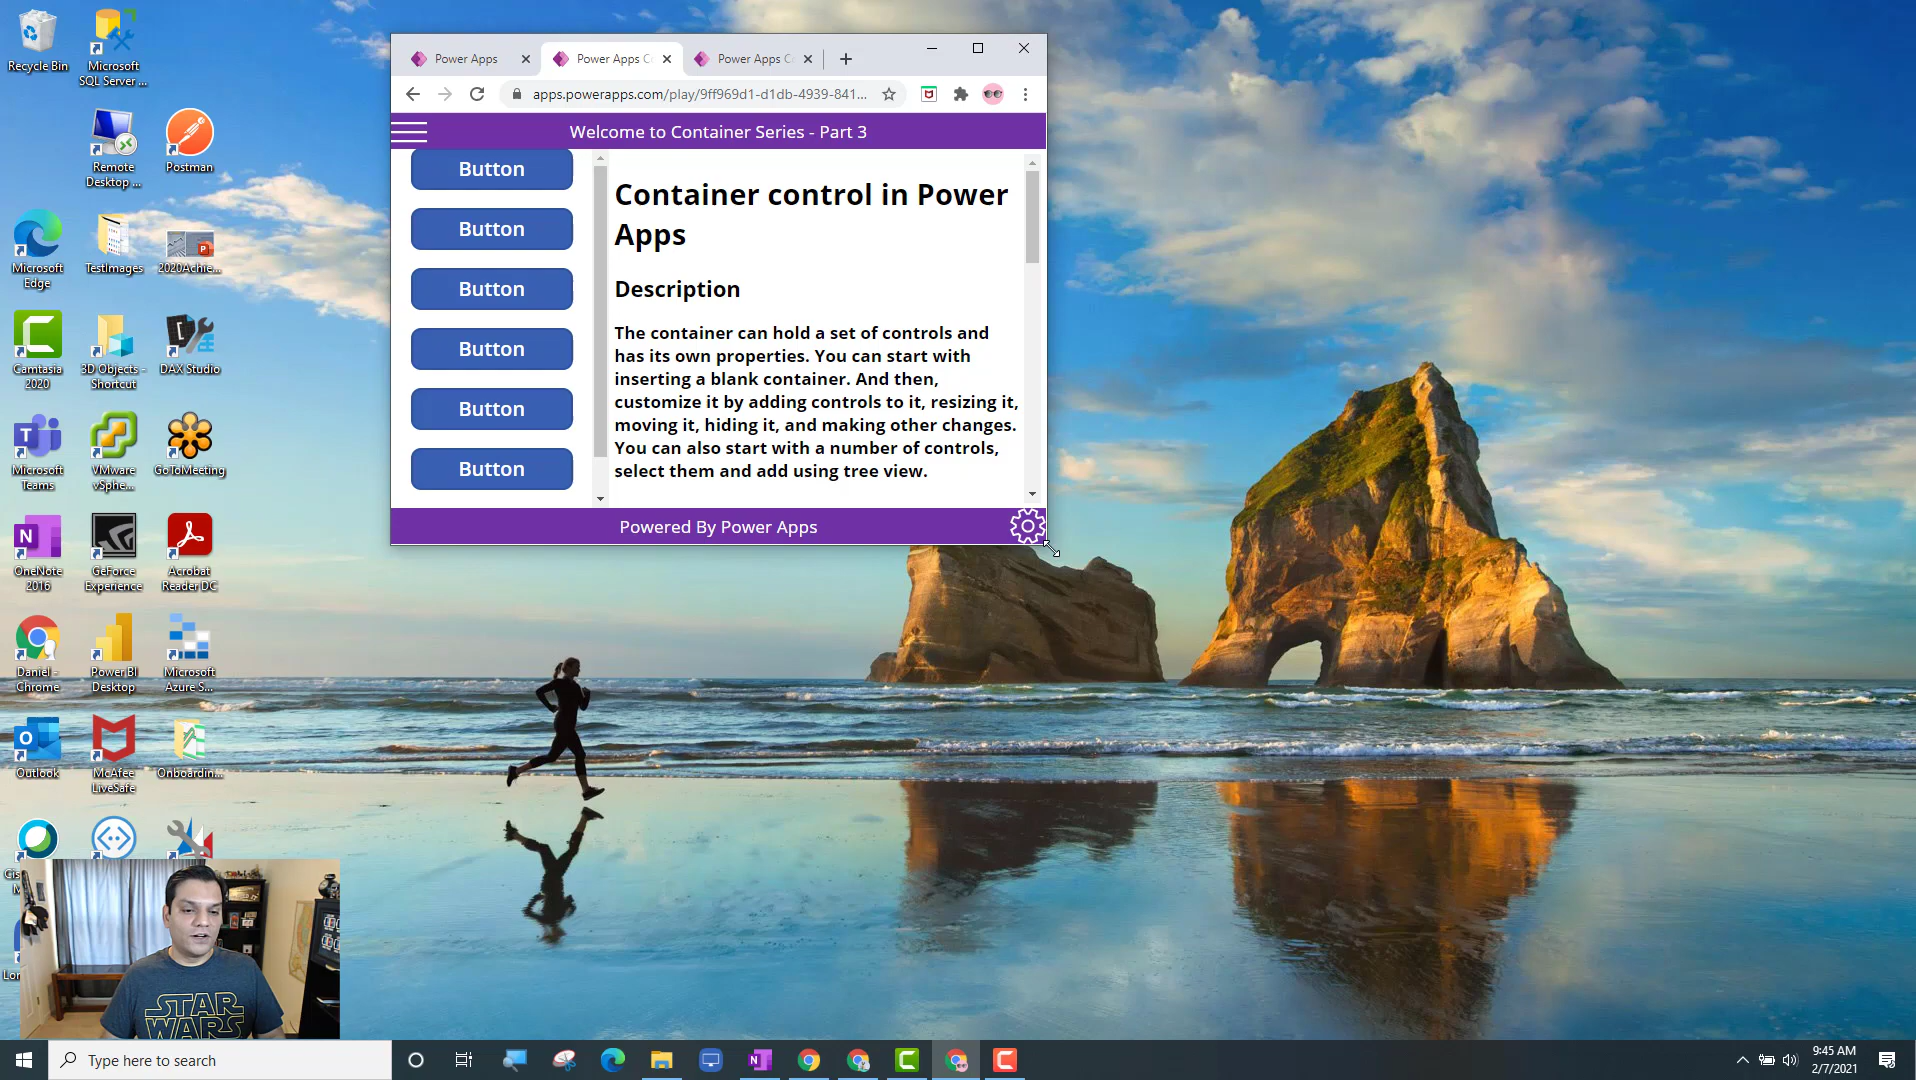 Recycle Bin
Microsoft
SQL Server ...
Remote
Desktop ...
Postman
Microsoft
Edge
TestImages
2020Achie...
Camtasia
2020
3D Objects -
Shortcut
DAX Studio
Microsoft
Teams
VMware
vSphe...
GoToMeeting
OneNote
2016
GeForce
Experience
Acrobat
Reader DC
Daniel -
Chrome
Power BI
Desktop
Microsoft
Azure S...
Outlook
McAfee
LiveSafe
Onboardin...
Power Apps
Power Apps C
Power Apps C
apps.powerapps.com/play/9ff969d1-d1db-4939-841...
Welcome to Container Series - Part 3
Button
Button
Button
Button
Button
Button
Container control in Power
Apps
Description
The container can hold a set of controls and
has its own properties. You can start with
inserting a blank container. And then,
customize it by adding controls to it, resizing it,
moving it, hiding it, and making other changes.
You can also start with a number of controls,
select them and add using tree view.
Powered By Power Apps
STAR
WARS
Type here to search
9:45 AM
2/7/2021